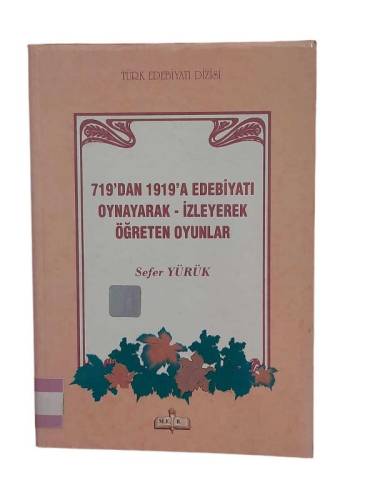 TÜRK EDEBİYATI DİZİSİ
719'DAN 1919'A EDEBİYATI
OYNAYARAK - İZLEYEREK
ÖĞRETEN OYUNLAR
Sefer YÜRÜK
M.E. B.